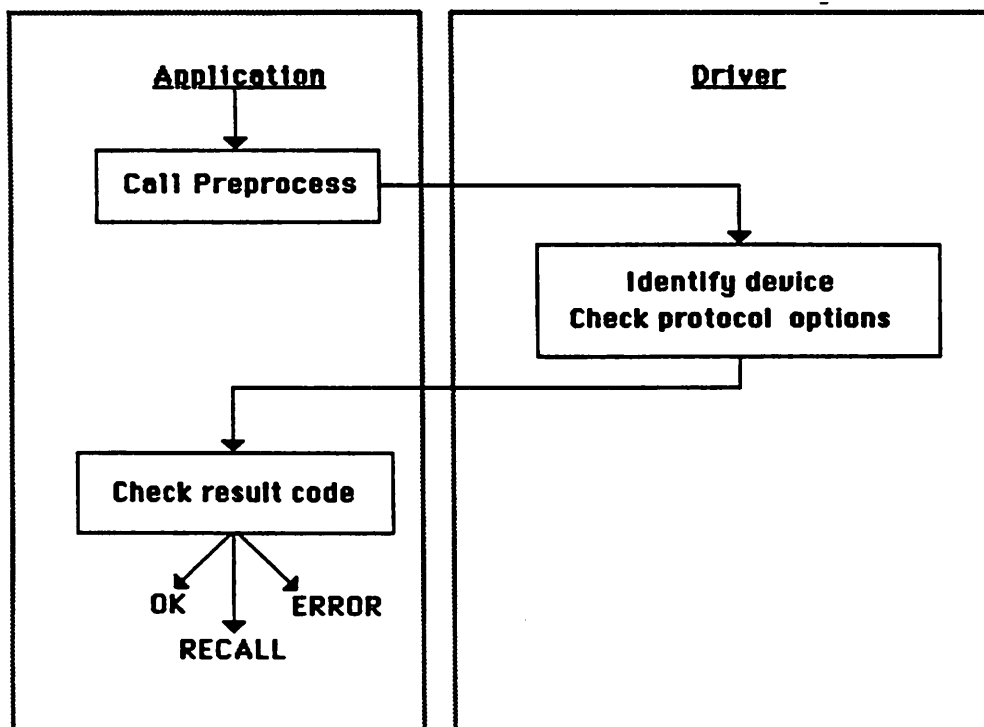 Application
Driver
Call Preprocess
Identify device
Check protocol options
Check result code
OK
ERROR
RECALL